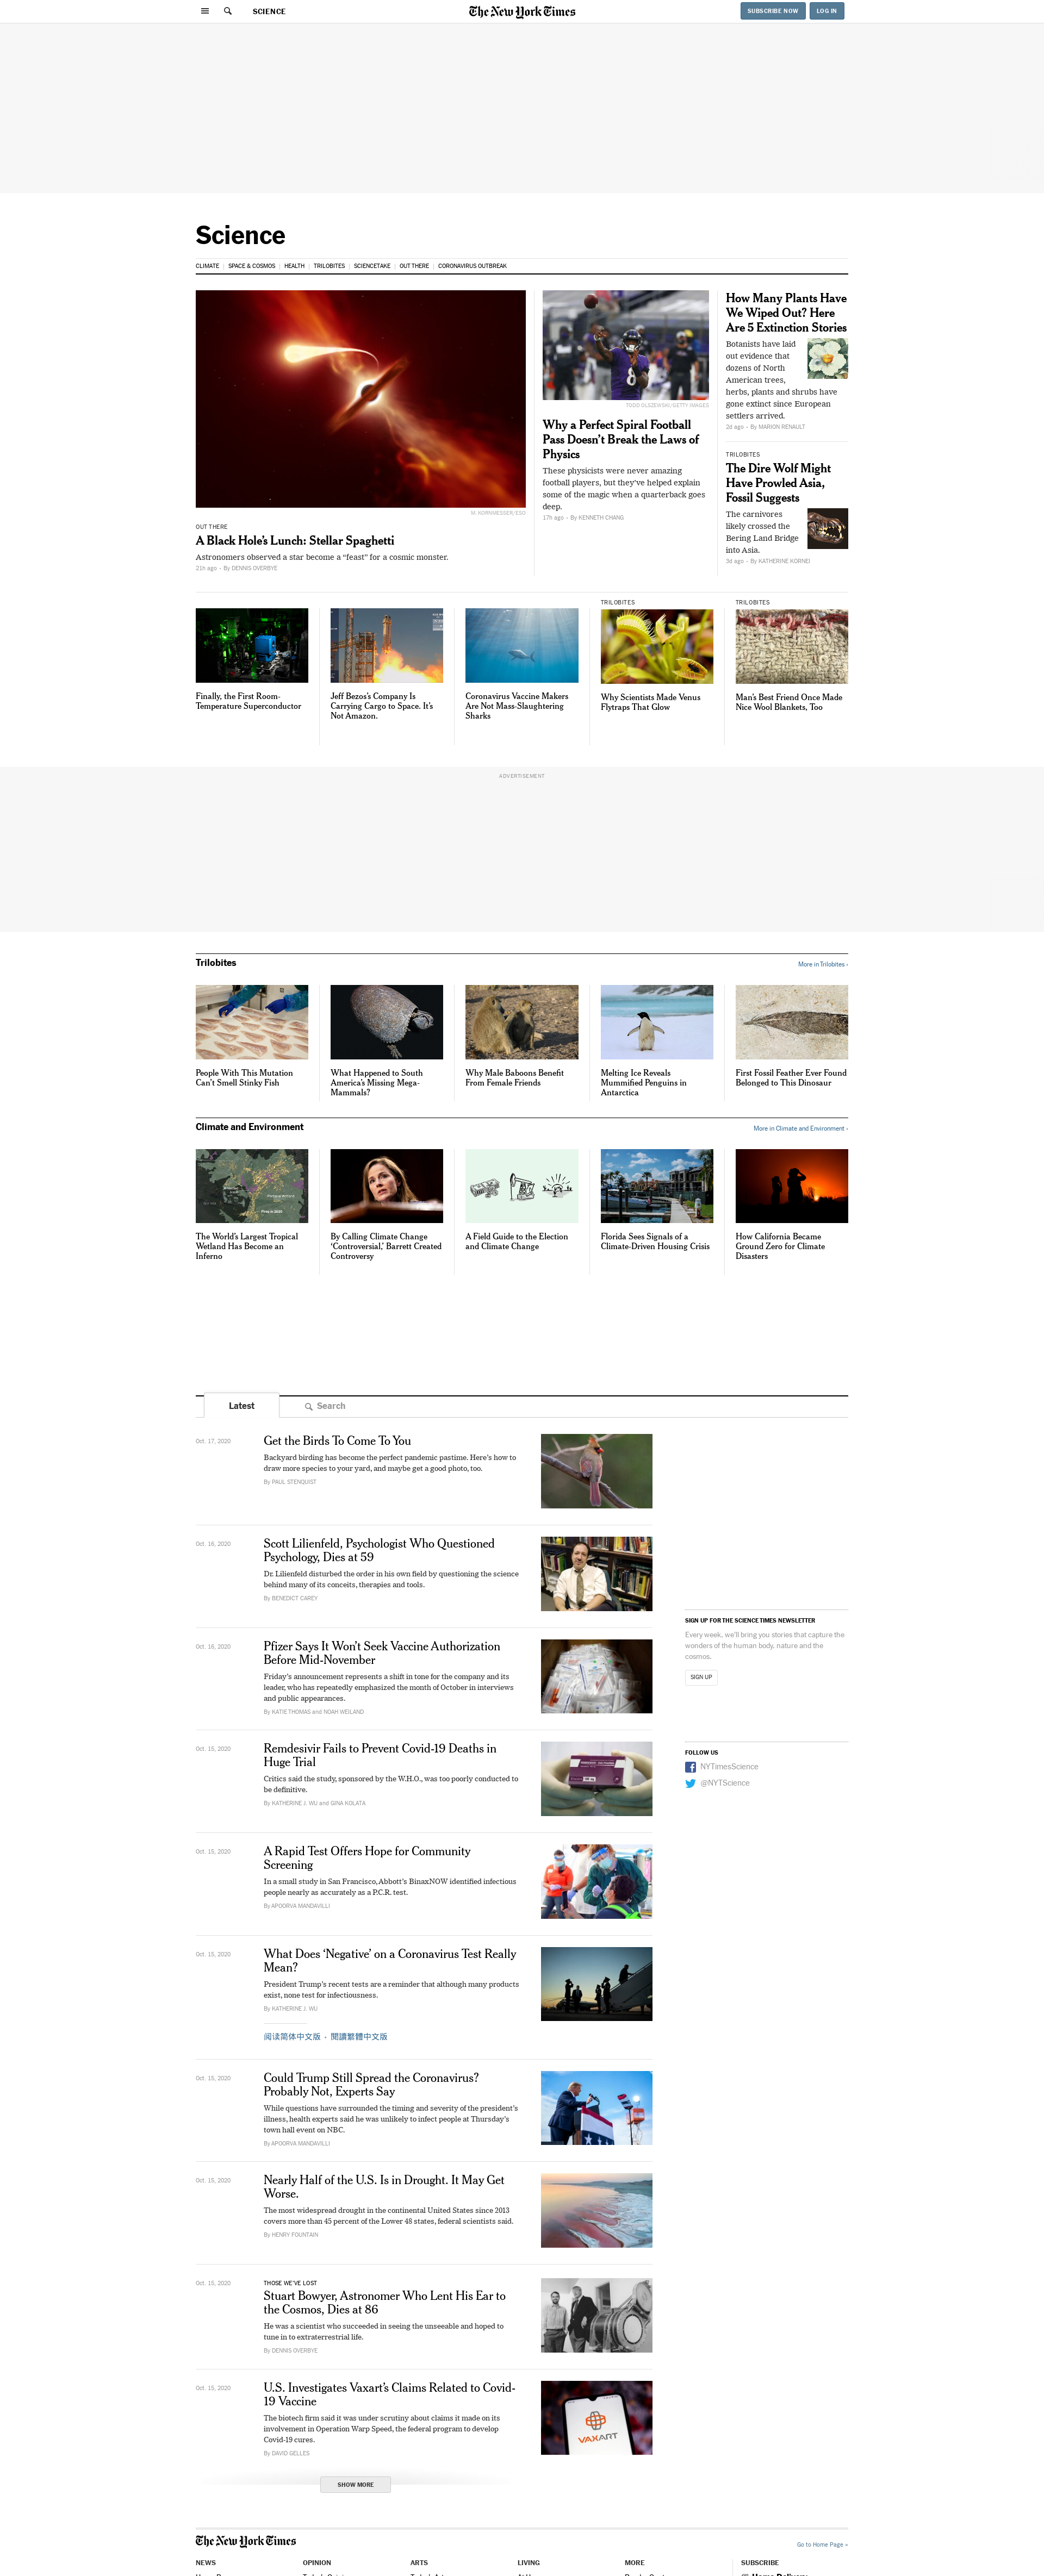 SCIENCE
The New York Times
SUBSCRIBE NOW
LOG IN
Science
CLIMATE
SPACE & COSMOS
HEALTH
TRILOBITES
SCIENCETAKE
OUT THERE
CORONAVIRUS OUTBREAK
M. KORNMESSER/ESO
OUT THERE
A Black Hole's Lunch: Stellar Spaghetti
Astronomers observed a star become a "feast" for a cosmic monster.
21h ago - By DENNIS OVERBYE
TODD OLSZEWSKI/GETTY IMAGES
Why a Perfect Spiral Football
Pass Doesn't Break the Laws of
Physics
These physicists were never amazing
football players, but they've helped explain
some of the magic when a quarterback goes
deep.
17h ago - By KENNETH CHANG
How Many Plants Have
We Wiped Out? Here
Are 5 Extinction Stories
Botanists have laid
out evidence that
dozens of North
American trees,
herbs, plants and shrubs have
gone extinct since European
settlers arrived.
2d ago - By MARION RENAULT
TRILOBITES
The Dire Wolf Might
Have Prowled Asia,
Fossil Suggests
The carnivores
likely crossed the
Bering Land Bridge
into Asia.
3d ago - By KATHERINE KORNEI
Finally, the First Room-
Temperature Superconductor
Jeff Bezos's Company Is
Carrying Cargo to Space. It's
Not Amazon.
Coronavirus Vaccine Makers
Are Not Mass-Slaughtering
Sharks
TRILOBITES
Why Scientists Made Venus
Flytraps That Glow
TRILOBITES
Man's Best Friend Once Made
Nice Wool Blankets, Too
ADVERTISEMENT
Trilobites
More in Trilobites ›
People With This Mutation
Can't Smell Stinky Fish
What Happened to South
America's Missing Mega-
Mammals?
Why Male Baboons Benefit
From Female Friends
Melting Ice Reveals
Mummified Penguins in
Antarctica
First Fossil Feather Ever Found
Belonged to This Dinosaur
Climate and Environment
More in Climate and Environment ›
The World's Largest Tropical
Wetland Has Become an
Inferno
By Calling Climate Change
'Controversial,' Barrett Created
Controversy
A Field Guide to the Election
and Climate Change
Florida Sees Signals of a
Climate-Driven Housing Crisis
How California Became
Ground Zero for Climate
Disasters
Latest
Search
Oct. 17, 2020
Get the Birds To Come To You
Backyard birding has become the perfect pandemic pastime. Here's how to
draw more species to your yard, and maybe get a good photo, too.
By PAUL STENQUIST
Oct. 16, 2020
Scott Lilienfeld, Psychologist Who Questioned
Psychology, Dies at 59
Dr. Lilienfeld disturbed the order in his own field by questioning the science
behind many of its conceits, therapies and tools.
By BENEDICT CAREY
Oct. 16, 2020
Pfizer Says It Won't Seek Vaccine Authorization
Before Mid-November
Friday's announcement represents a shift in tone for the company and its
leader, who has repeatedly emphasized the month of October in interviews
and public appearances.
By KATIE THOMAS and NOAH WEILAND
Oct. 15, 2020
Remdesivir Fails to Prevent Covid-19 Deaths in
Huge Trial
Critics said the study, sponsored by the W.H.O., was too poorly conducted to
be definitive.
By KATHERINE J. WU and GINA KOLATA
Oct. 15, 2020
A Rapid Test Offers Hope for Community
Screening
In a small study in San Francisco, Abbott's BinaxNOW identified infectious
people nearly as accurately as a P.C.R. test.
By APOORVA MANDAVILLI
Oct. 15, 2020
What Does 'Negative' on a Coronavirus Test Really
Mean?
President Trump's recent tests are a reminder that although many products
exist, none test for infectiousness.
By KATHERINE J. WU
阅读简体中文版 • 閱讀繁體中文版
Oct. 15, 2020
Could Trump Still Spread the Coronavirus?
Probably Not, Experts Say
While questions have surrounded the timing and severity of the president's
illness, health experts said he was unlikely to infect people at Thursday's
town hall event on NBC.
By APOORVA MANDAVILLI
Oct. 15, 2020
Nearly Half of the U.S. Is in Drought. It May Get
Worse.
The most widespread drought in the continental United States since 2013
covers more than 45 percent of the Lower 48 states, federal scientists said.
By HENRY FOUNTAIN
Oct. 15, 2020
THOSE WE'VE LOST
Stuart Bowyer, Astronomer Who Lent His Ear to
the Cosmos, Dies at 86
He was a scientist who succeeded in seeing the unseeable and hoped to
tune in to extraterrestrial life.
By DENNIS OVERBYE
Oct. 15, 2020
U.S. Investigates Vaxart's Claims Related to Covid-
19 Vaccine
The biotech firm said it was under scrutiny about claims it made on its
involvement in Operation Warp Speed, the federal program to develop
Covid-19 cures.
By DAVID GELLES
VAXART
SHOW MORE
SIGN UP FOR THE SCIENCE TIMES NEWSLETTER
Every week, we'll bring you stories that capture the
wonders of the human body, nature and the
cosmos.
SIGN UP
FOLLOW US
NYTimesScience
@NYTScience
The New York Times
Go to Home Page »
NEWS
OPINION
ARTS
LIVING
MORE
SUBSCRIBE